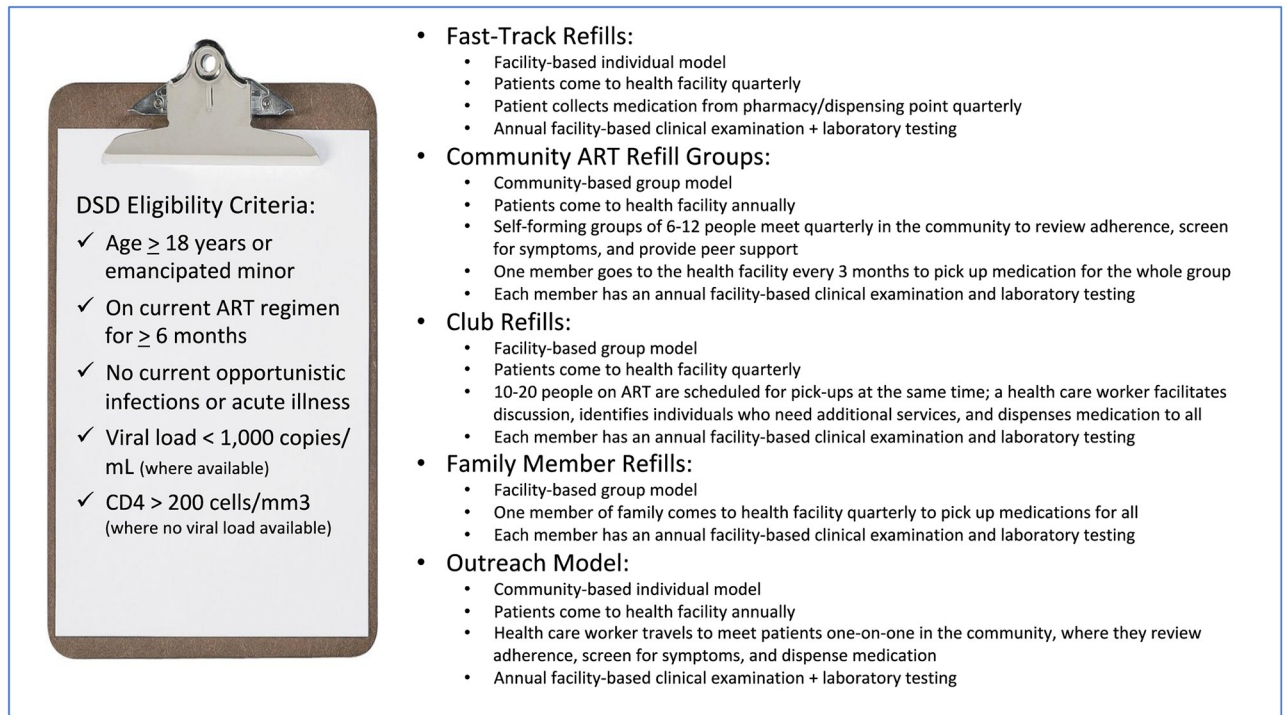 DSD Eligibility Criteria:
✓ Age ≥ 18 years or
emancipated minor
✓ On current ART regimen
for ≥ 6 months
✓ No current opportunistic
infections or acute illness
✓ Viral load < 1,000 copies/
mL (where available)
✓ CD4 > 200 cells/mm3
(where no viral load available)
• Fast-Track Refills:
• Facility-based individual model
• Patients come to health facility quarterly
• Patient collects medication from pharmacy/dispensing point quarterly
• Annual facility-based clinical examination + laboratory testing
• Community ART Refill Groups:
• Community-based group model
• Patients come to health facility annually
• Self-forming groups of 6-12 people meet quarterly in the community to review adherence, screen
for symptoms, and provide peer support
• One member goes to the health facility every 3 months to pick up medication for the whole group
• Each member has an annual facility-based clinical examination and laboratory testing
• Club Refills:
• Facility-based group model
• Patients come to health facility quarterly
• 10-20 people on ART are scheduled for pick-ups at the same time; a health care worker facilitates
discussion, identifies individuals who need additional services, and dispenses medication to all
• Each member has an annual facility-based clinical examination and laboratory testing
• Family Member Refills:
• Facility-based group model
• One member of family comes to health facility quarterly to pick up medications for all
• Each member has an annual facility-based clinical examination and laboratory testing
• Outreach Model:
• Community-based individual model
• Patients come to health facility annually
• Health care worker travels to meet patients one-on-one in the community, where they review
adherence, screen for symptoms, and dispense medication
• Annual facility-based clinical examination + laboratory testing